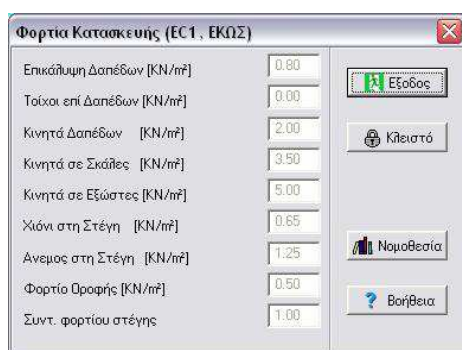 Φορτία Κατασκευής (EC1 , ΕΚΩΣ)
Επικάλυψη Δαπέδων [KN/m²] 0.80
Τοίχοι επί Δαπέδων [KN/m²] 0.00
Κινητά Δαπέδων [KN/m²] 2.00
Κινητά σε Σκάλες [KN/m²] 3.50
Κινητά σε Εξώστες [KN/m²] 5.00
Χιόνι στη Στέγη [KN/m²] 0.65
Ανεμος στη Στέγη [KN/m²] 1.25
Φορτίο Οροφής [KN/m²] 0.50
Συντ. φορτίου στέγης 1.00
Εξοδος
Κλειστό
Νομοθεσία
? Βοήθεια